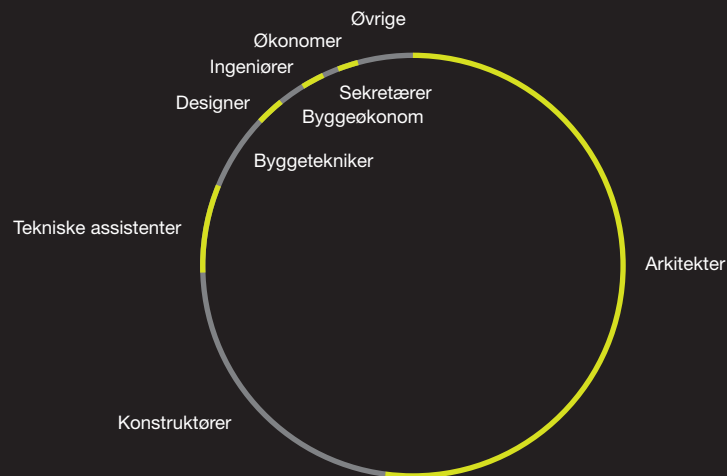 Øvrige
Økonomer
Ingeniører
Sekretærer
Designer
Byggeøkonom
Byggetekniker
Tekniske assistenter
Arkitekter
Konstruktører